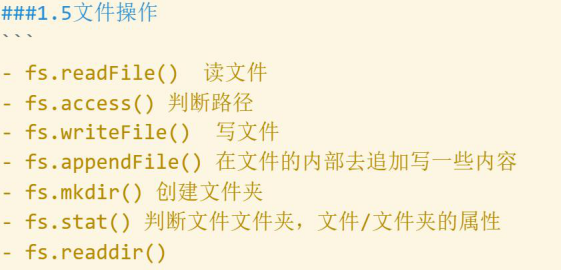 ###1.5文件操作
```
- fs.readFile()  读文件
- fs.access() 判断路径
- fs.writeFile()  写文件
- fs.appendFile() 在文件的内部去追加写一些内容
- fs.mkdir() 创建文件夹
- fs.stat() 判断文件文件夹，文件/文件夹的属性
- fs.readdir()